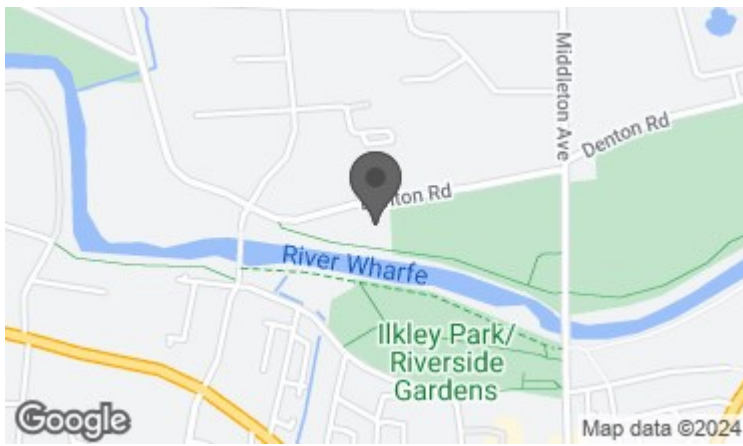 Middleton Ave
Denton Rd
nton Rd
River Wharfe
Ilkley Park/
Riverside
Gardens
Google
Map data ©2024